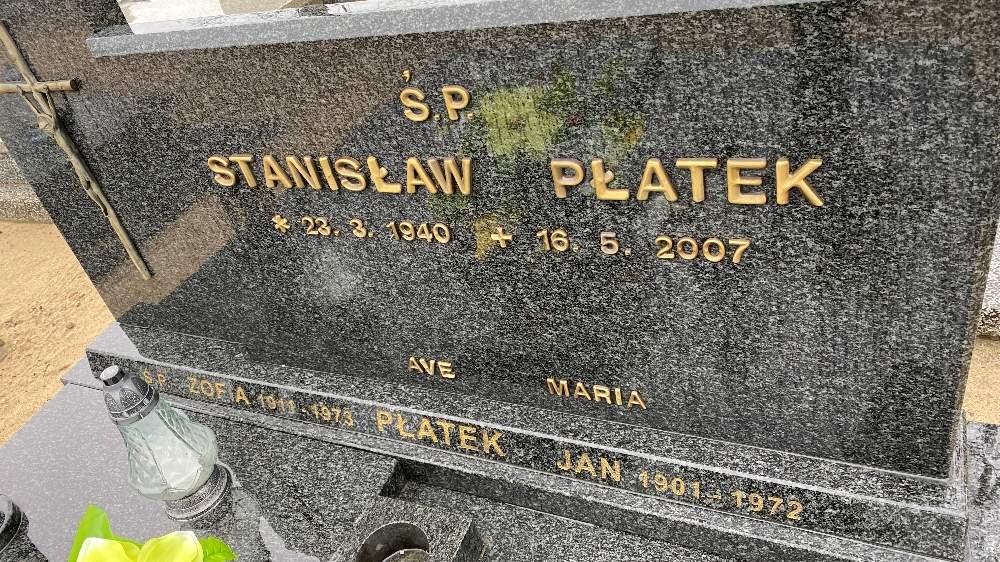 Ś.P.
STANISŁAW PŁATEK
* 23. 3. 1940 + 16. 5. 2007
AVE MARIA
Ś.P. ZOFIA 1911-1973 PŁATEK JAN 1901-1972